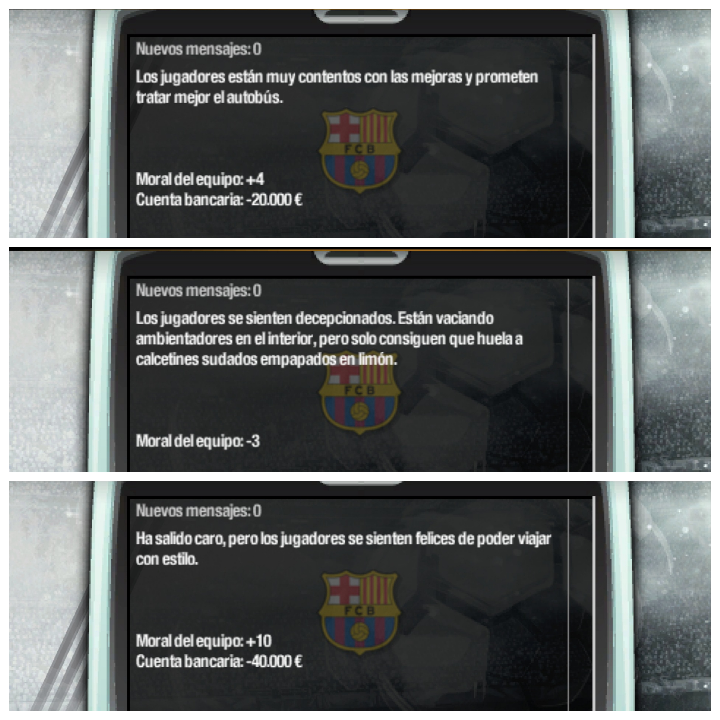 Nuevos mensajes: 0
Los jugadores están muy contentos con las mejoras y prometen
tratar mejor el autobús.
FCB
Moral del equipo: +4
Cuenta bancaria: -20.000 €
Nuevos mensajes: 0
Los jugadores se sienten decepcionados. Están vaciando
ambientadores en el interior, pero solo consiguen que huela a
calcetines sudados empapados en limón.
Moral del equipo: -3
Nuevos mensajes: 0
Ha salido caro, pero los jugadores se sienten felices de poder viajar
con estilo.
FCB
Moral del equipo: +10
Cuenta bancaria: -40.000 €